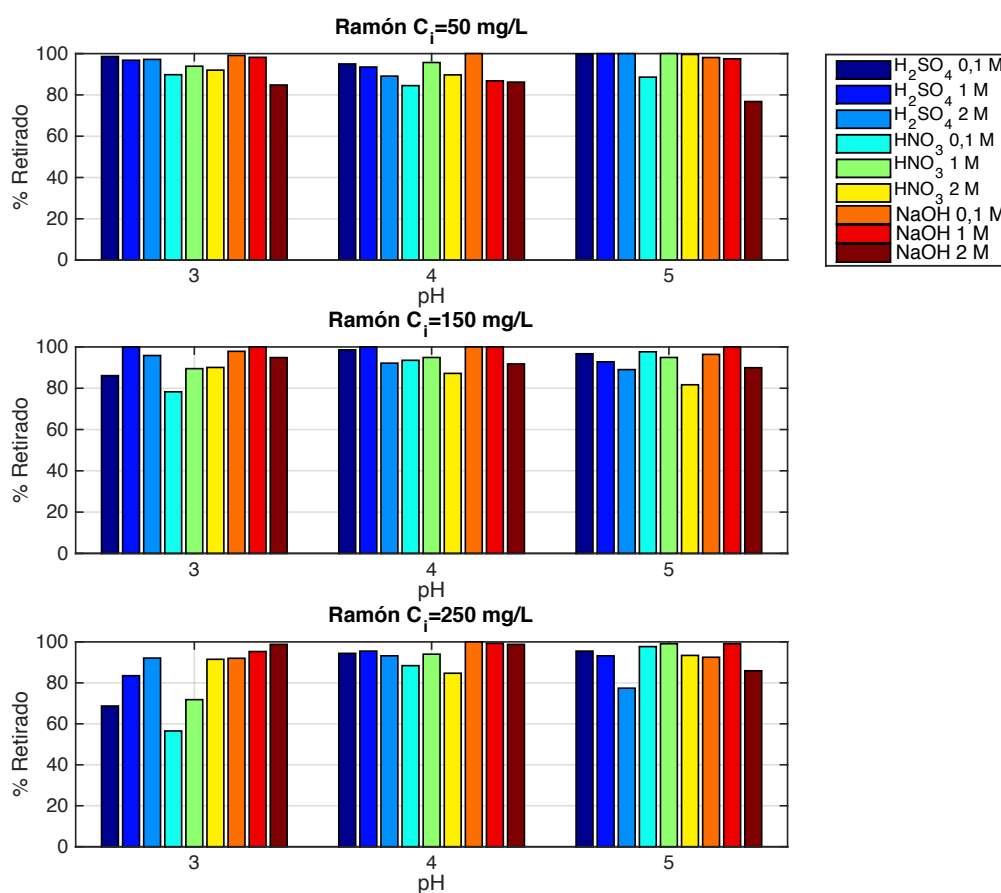 Ramón C_i=50 mg/L
100
80
60
40
20
0
% Retirado
3 4 5
pH
H_2SO_4 0,1 M
H_2SO_4 1 M
H_2SO_4 2 M
HNO_3 0,1 M
HNO_3 1 M
HNO_3 2 M
NaOH 0,1 M
NaOH 1 M
NaOH 2 M
Ramón C_i=150 mg/L
100
80
60
40
20
0
% Retirado
3 4 5
pH
Ramón C_i=250 mg/L
100
80
60
40
20
0
% Retirado
3 4 5
pH